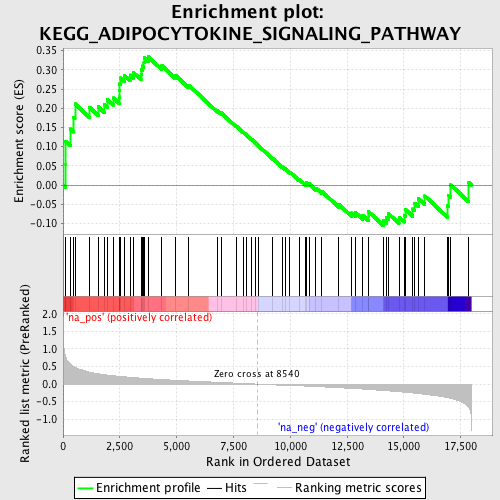 Enrichment plot:
KEGG_ADIPOCYTOKINE_SIGNALING_PATHWAY
Enrichment score (ES)
0.35
0.30
0.25
0.20
0.15
0.10
0.05
0.00
-0.05
-0.10
Ranked list metric (PreRanked)
2.0
1.5
1.0
0.5
0.0
-0.5
-1.0
'na_pos' (positively correlated)
Zero cross at 8540
'na_neg' (negatively correlated)
0 2,500 5,000 7,500 10,000 12,500 15,000 17,500
Rank in Ordered Dataset
Enrichment profile Hits Ranking metric scores